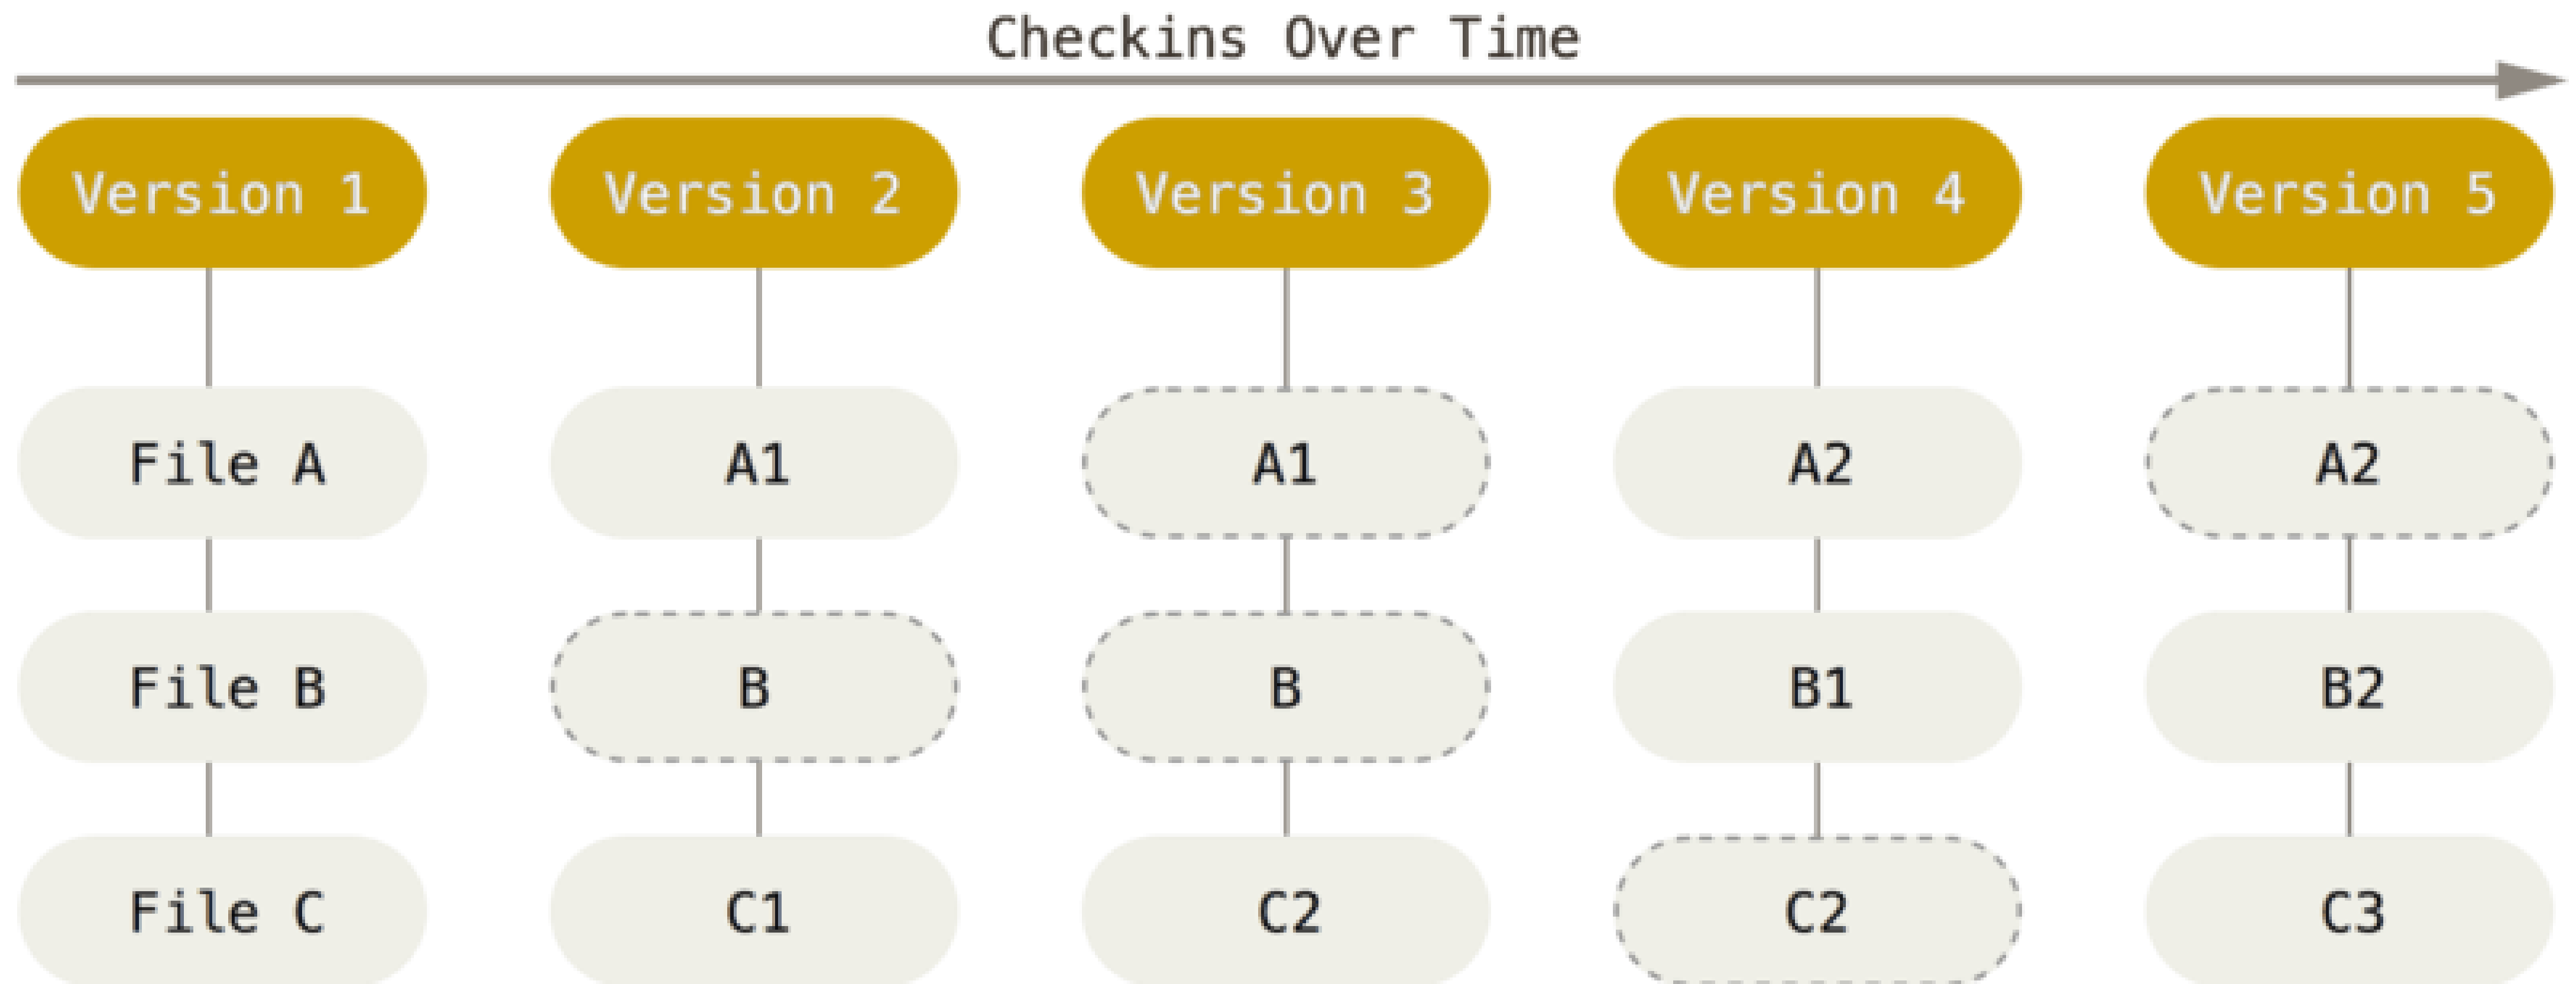 Checkins Over Time
Version 1 Version 2 Version 3 Version 4 Version 5
File A A1 A1 A2 A2
File B B B B1 B2
File C C1 C2 C2 C3